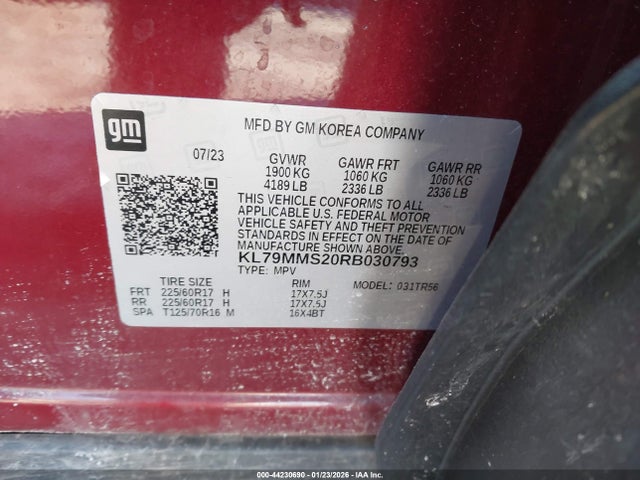 gm
MFD BY GM KOREA COMPANY
07/23 GVWR GAWR FRT GAWR RR
1900 KG 1060 KG 1060 KG
4189 LB 2336 LB 2336 LB
THIS VEHICLE CONFORMS TO ALL
APPLICABLE U.S. FEDERAL MOTOR
VEHICLE SAFETY AND THEFT PREVENTION
STANDARDS IN EFFECT ON THE DATE OF
MANUFACTURE SHOWN ABOVE.
KL79MMS20RB030793
TYPE: MPV
TIRE SIZE RIM MODEL: 031TR56
FRT 225/60R17 H 17X7.5J
RR 225/60R17 H 17X7.5J
SPA T125/70R16 M 16X4BT
000-44230690 - 01/23/2026 - IAA Inc.